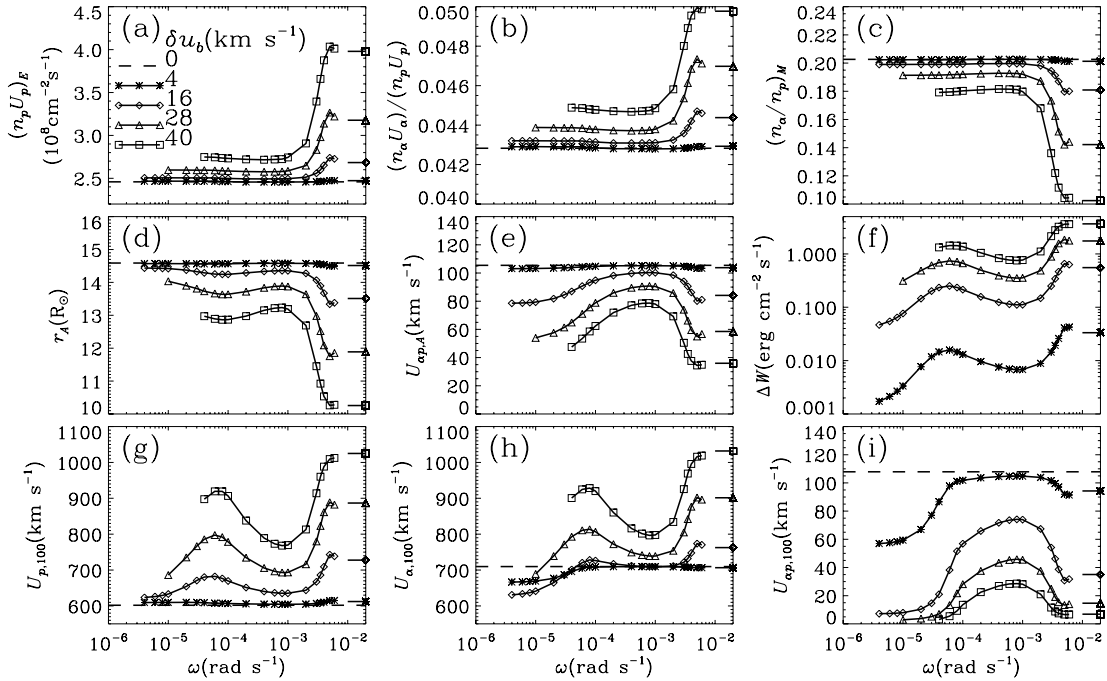 (a)
δu_b(km s⁻¹)
0
4
16
28
40
(n_p U_p)_E
(10⁸cm⁻²s⁻¹)
4.5
4.0
3.5
3.0
2.5
(b)
(n_α U_α)/(n_p U_p)
0.050
0.048
0.046
0.044
0.042
0.040
(c)
(n_α/n_p)_M
0.22
0.20
0.18
0.16
0.14
0.12
0.10
(d)
r_A(R_⊙)
16
15
14
13
12
11
10
(e)
U_αp,A(km s⁻¹)
140
120
100
80
60
40
20
0
(f)
ΔW(erg cm⁻² s⁻¹)
1.000
0.100
0.010
0.001
(g)
U_p,100(km s⁻¹)
1100
1000
900
800
700
600
10⁻⁶ 10⁻⁵ 10⁻⁴ 10⁻³ 10⁻²
ω(rad s⁻¹)
(h)
U_α,100(km s⁻¹)
1100
1000
900
800
700
600
10⁻⁶ 10⁻⁵ 10⁻⁴ 10⁻³ 10⁻²
ω(rad s⁻¹)
(i)
U_αp,100(km s⁻¹)
140
120
100
80
60
40
20
0
10⁻⁶ 10⁻⁵ 10⁻⁴ 10⁻³ 10⁻²
ω(rad s⁻¹)